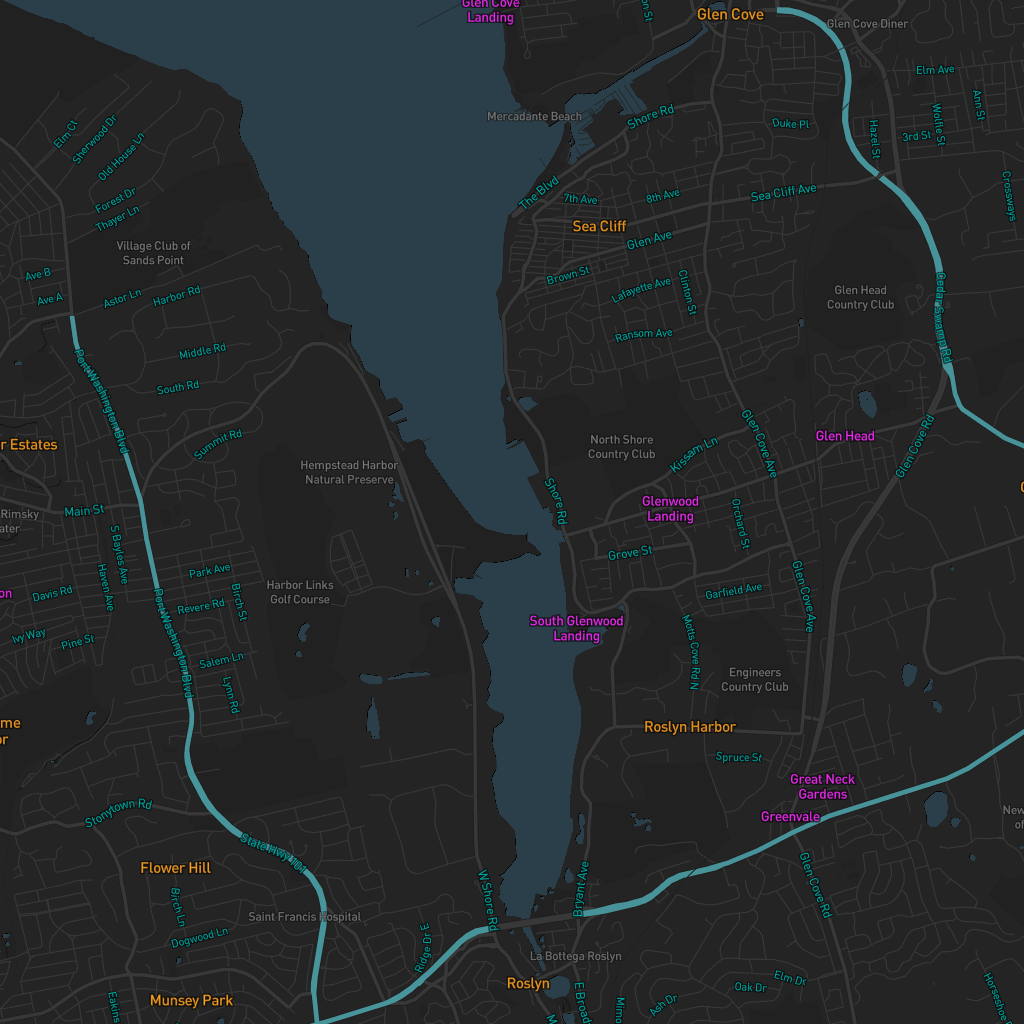 Glen Cove
Landing
Glen Cove
Glen Cove Diner
Elm Ave
Mercadante Beach
Shore Rd
Duke Pl
Hazel St
3rd St
Wolfle St
Ann St
Elm Ct
Sherwood Dr
Old House Ln
Forest Dr
Thayer Ln
The Blvd
7th Ave
8th Ave
Sea Cliff Ave
Crossways
Sea Cliff
Glen Ave
Village Club of
Sands Point
Ave B
Ave A
Astor Ln
Harbor Rd
Brown St
Lafayette Ave
Clinton St
Glen Head
Country Club
Cedar Swamp Rd
Ransom Ave
Middle Rd
South Rd
Port Washington Blvd
Summit Rd
r Estates
Hempstead Harbor
Natural Preserve
North Shore
Country Club
Kissam Ln
Glen Cove Ave
Glen Head
Glen Cove Rd
Rimsky
ater
Main St
S Bayles Ave
Shore Rd
Glenwood
Landing
Orchard St
Grove St
Haven Ave
Park Ave
Davis Rd
on
Revere Rd
Birch St
Harbor Links
Golf Course
Garfield Ave
Glen Cove Ave
Ivy Way
Pine St
Port Washington Blvd
Salem Ln
Lynn Rd
South Glenwood
Landing
Motts Cove Rd N
Engineers
Country Club
me
or
Roslyn Harbor
Spruce St
Great Neck
Gardens
Greenvale
Stonytown Rd
State Hwy 101
New
of
Flower Hill
Birch Ln
Dogwood Ln
Saint Francis Hospital
W Shore Rd
Bryant Ave
Glen Cove Rd
Ridge Dr E
La Bottega Roslyn
Munsey Park
Eakins
Roslyn
E Broad
Mimo
Ash Dr
Oak Dr
Elm Dr
Horseshoe